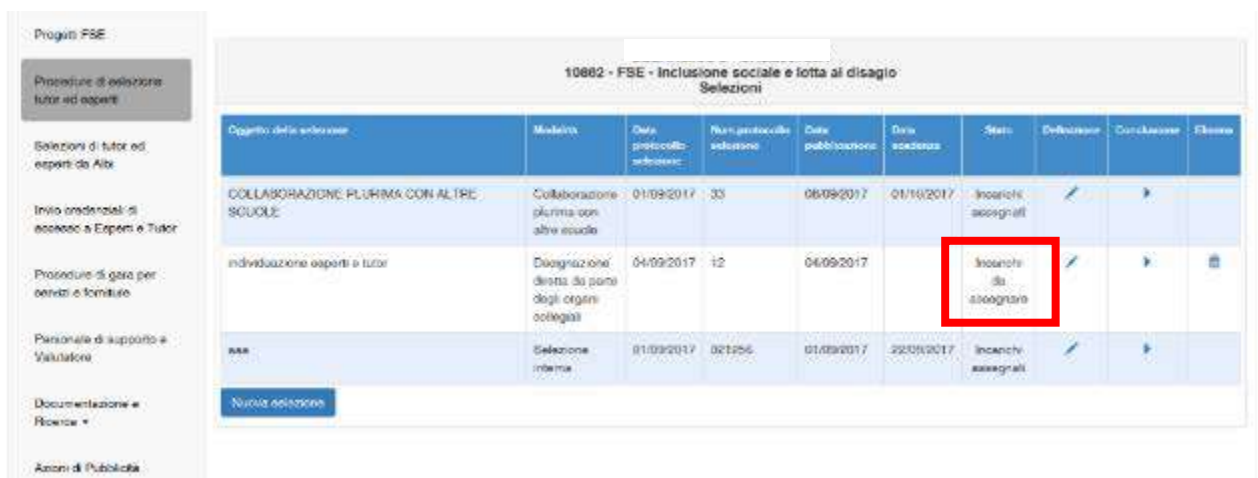 Progetti FSE
Procedure di selezione
tutor ed esperti
Selezioni di tutor ed
esperti da Albi
Invio credenziali di
accesso a Esperti e Tutor
Procedure di gara per
servizi e forniture
Personale di supporto e
Valutatore
Documentazione e
Ricerca
Azioni di Pubblicità
10862 - FSE - Inclusione sociale e lotta al disagio
Selezioni
Oggetto della selezione
Modalità
Data
protocollo
selezione
Num.protocollo
selezione
Data
pubblicazione
Data
scadenza
Stato
Definizione
Conclusione
Elimina
COLLABORAZIONE PLURIMA CON ALTRE
SCUOLE
Collaborazione
plurima con
altre scuole
01/09/2017
33
08/09/2017
01/10/2017
Incarichi
assegnati
individuazione esperti e tutor
Designazione
diretta da parte
degli organi
collegiali
04/09/2017
12
04/09/2017
Incarichi
da
assegnare
aaa
Selezione
interna
01/09/2017
01/09/2017
Incarichi
assegnati
Nuova selezione